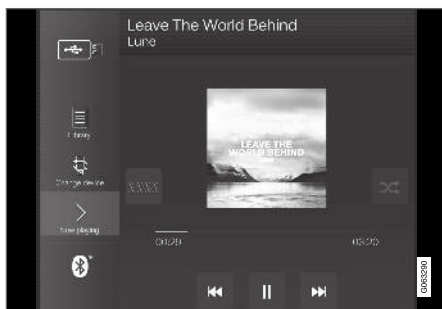 Leave The World Behind
Lune
Library
Change device
Now playing
LEAVE THE
WORLD BEHIND
XXXX
00:29
03:20
G063290